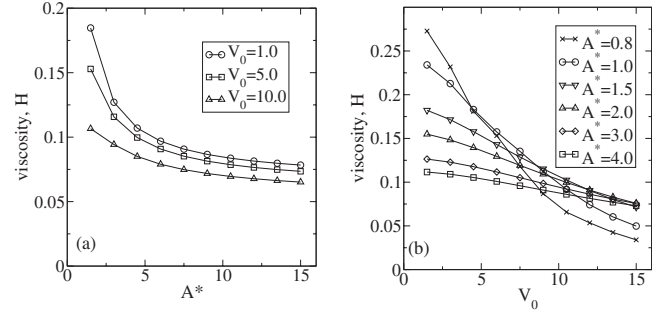 0.2
0.15
0.1
0.05
0
viscosity, H
V₀=1.0
V₀=5.0
V₀=10.0
(a)
0 5 10 15
A*
0.25
0.2
0.15
0.1
0.05
0
viscosity, H
A*=0.8
A*=1.0
A*=1.5
A*=2.0
A*=3.0
A*=4.0
(b)
0 5 10 15
V₀